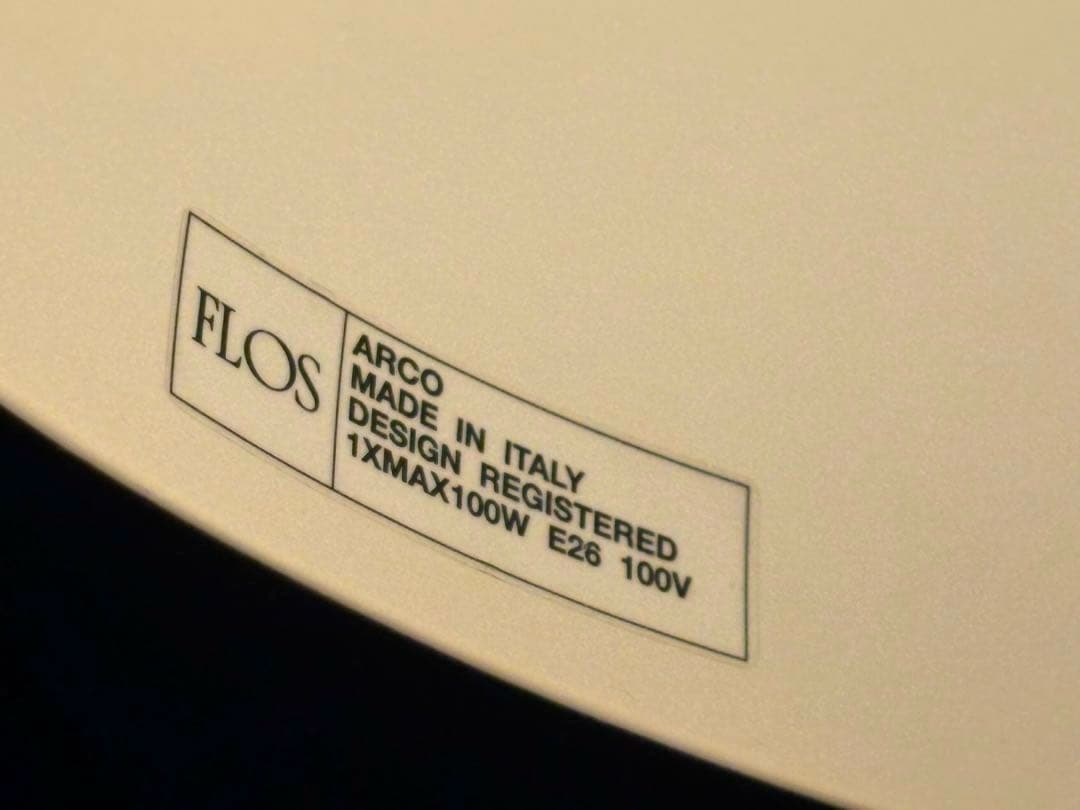 FLOS
ARCO
MADE IN ITALY
DESIGN REGISTERED
1XMAX100W E26 100V